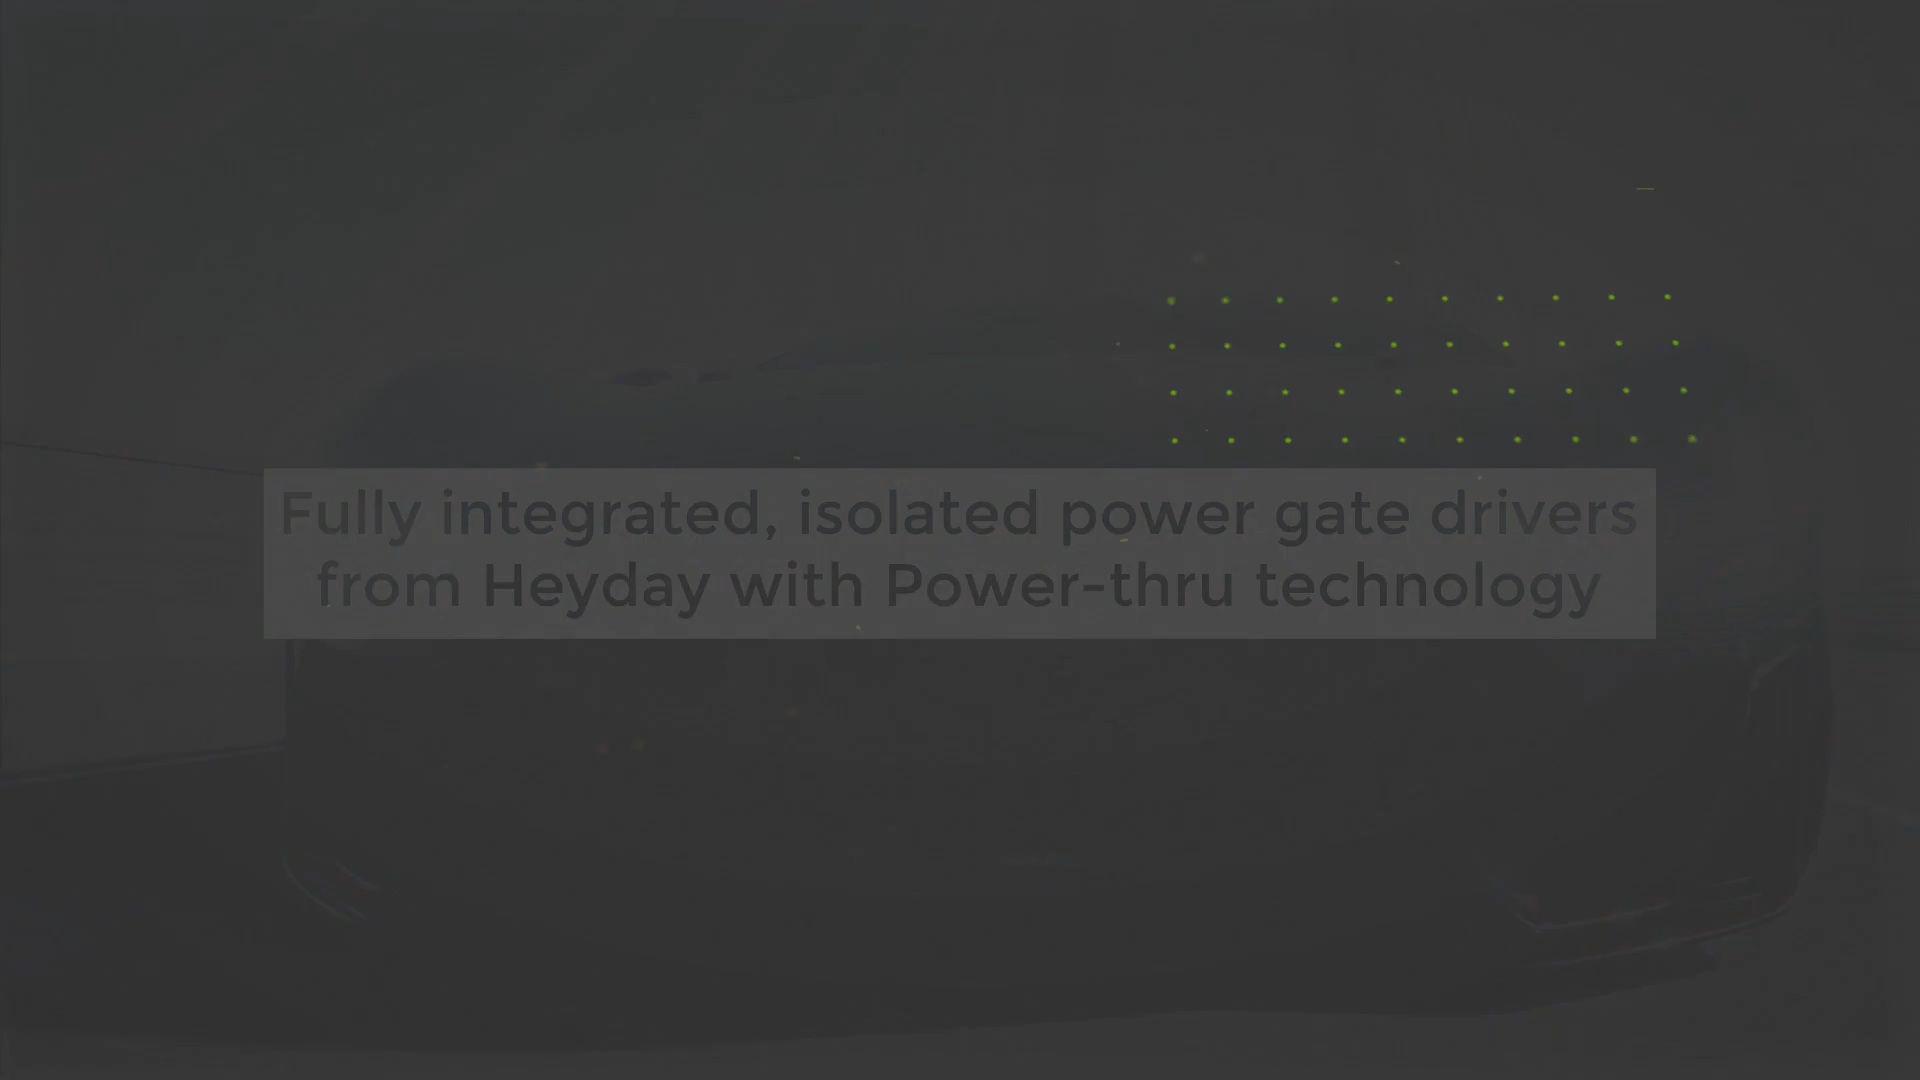 Fully integrated, isolated power gate drivers
from Heyday with Power-thru technology